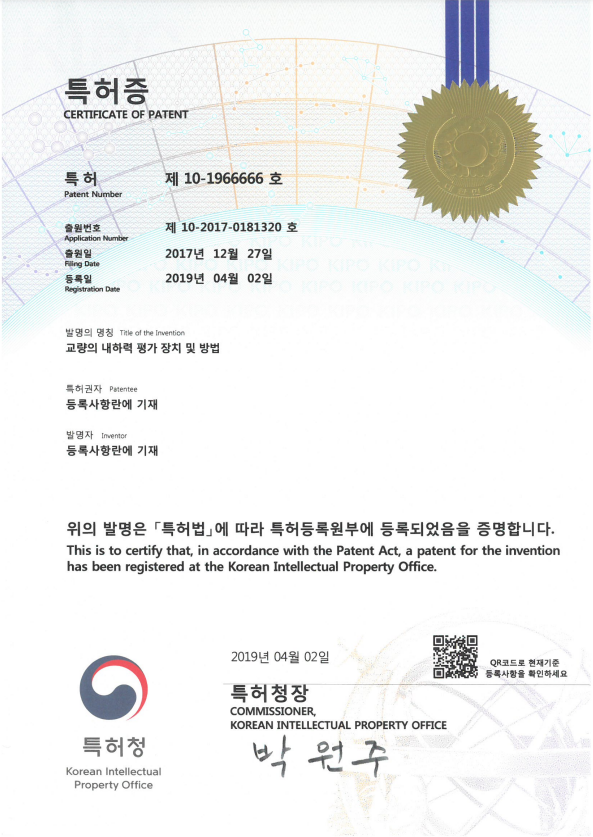 특허증
CERTIFICATE OF PATENT
특 허 제 10-1966666 호
Patent Number
출원번호 제 10-2017-0181320 호
Application Number
출원일 2017년 12월 27일
Filing Date
등록일 2019년 04월 02일
Registration Date
발명의 명칭 Title of the Invention
교량의 내하력 평가 장치 및 방법
특허권자 Patentee
등록사항란에 기재
발명자 Inventor
등록사항란에 기재
위의 발명은 「특허법」에 따라 특허등록원부에 등록되었음을 증명합니다.
This is to certify that, in accordance with the Patent Act, a patent for the invention
has been registered at the Korean Intellectual Property Office.
2019년 04월 02일
QR코드로 현재기준
등록사항을 확인하세요
특허청장
COMMISSIONER,
KOREAN INTELLECTUAL PROPERTY OFFICE
박원주
특허청
Korean Intellectual
Property Office